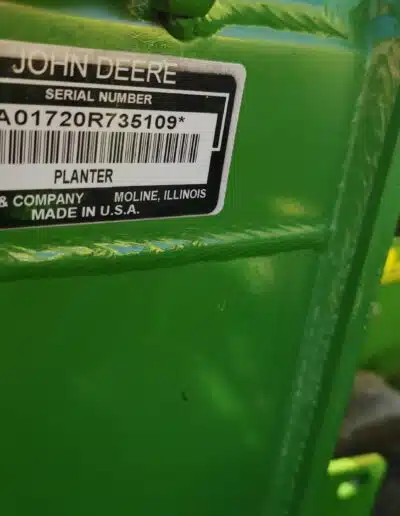 JOHN DEERE
SERIAL NUMBER
A01720R735109*
PLANTER
& COMPANY MOLINE, ILLINOIS
MADE IN U.S.A.